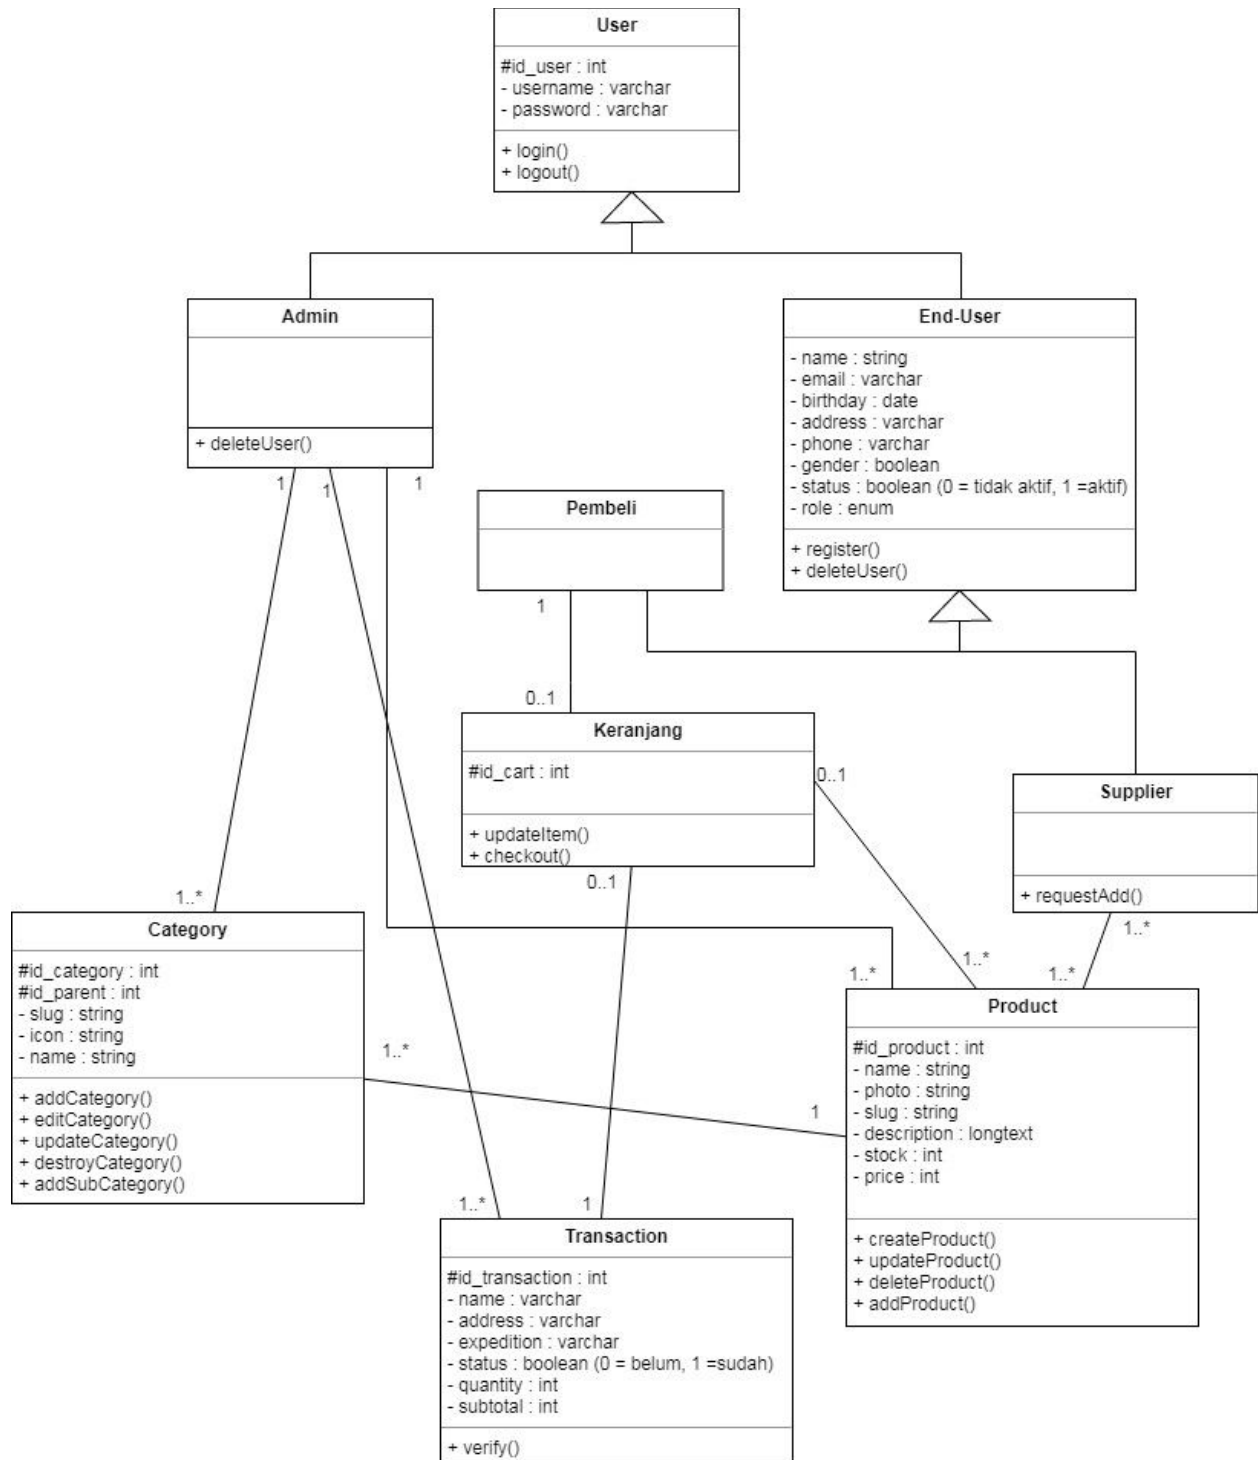 User
#id_user : int
- username : varchar
- password : varchar
+ login()
+ logout()
Admin
+ deleteUser()
End-User
- name : string
- email : varchar
- birthday : date
- address : varchar
- phone : varchar
- gender : boolean
- status : boolean (0 = tidak aktif, 1 =aktif)
- role : enum
+ register()
+ deleteUser()
1
1
1
Pembeli
1
0..1
Keranjang
#id_cart : int
+ updateItem()
+ checkout()
0..1
0..1
Supplier
+ requestAdd()
1..*
1..*
1..*
1..*
1..*
Category
#id_category : int
#id_parent : int
- slug : string
- icon : string
- name : string
+ addCategory()
+ editCategory()
+ updateCategory()
+ destroyCategory()
+ addSubCategory()
1..*
1
Product
#id_product : int
- name : string
- photo : string
- slug : string
- description : longtext
- stock : int
- price : int
+ createProduct()
+ updateProduct()
+ deleteProduct()
+ addProduct()
1..*
1
Transaction
#id_transaction : int
- name : varchar
- address : varchar
- expedition : varchar
- status : boolean (0 = belum, 1 =sudah)
- quantity : int
- subtotal : int
+ verify()